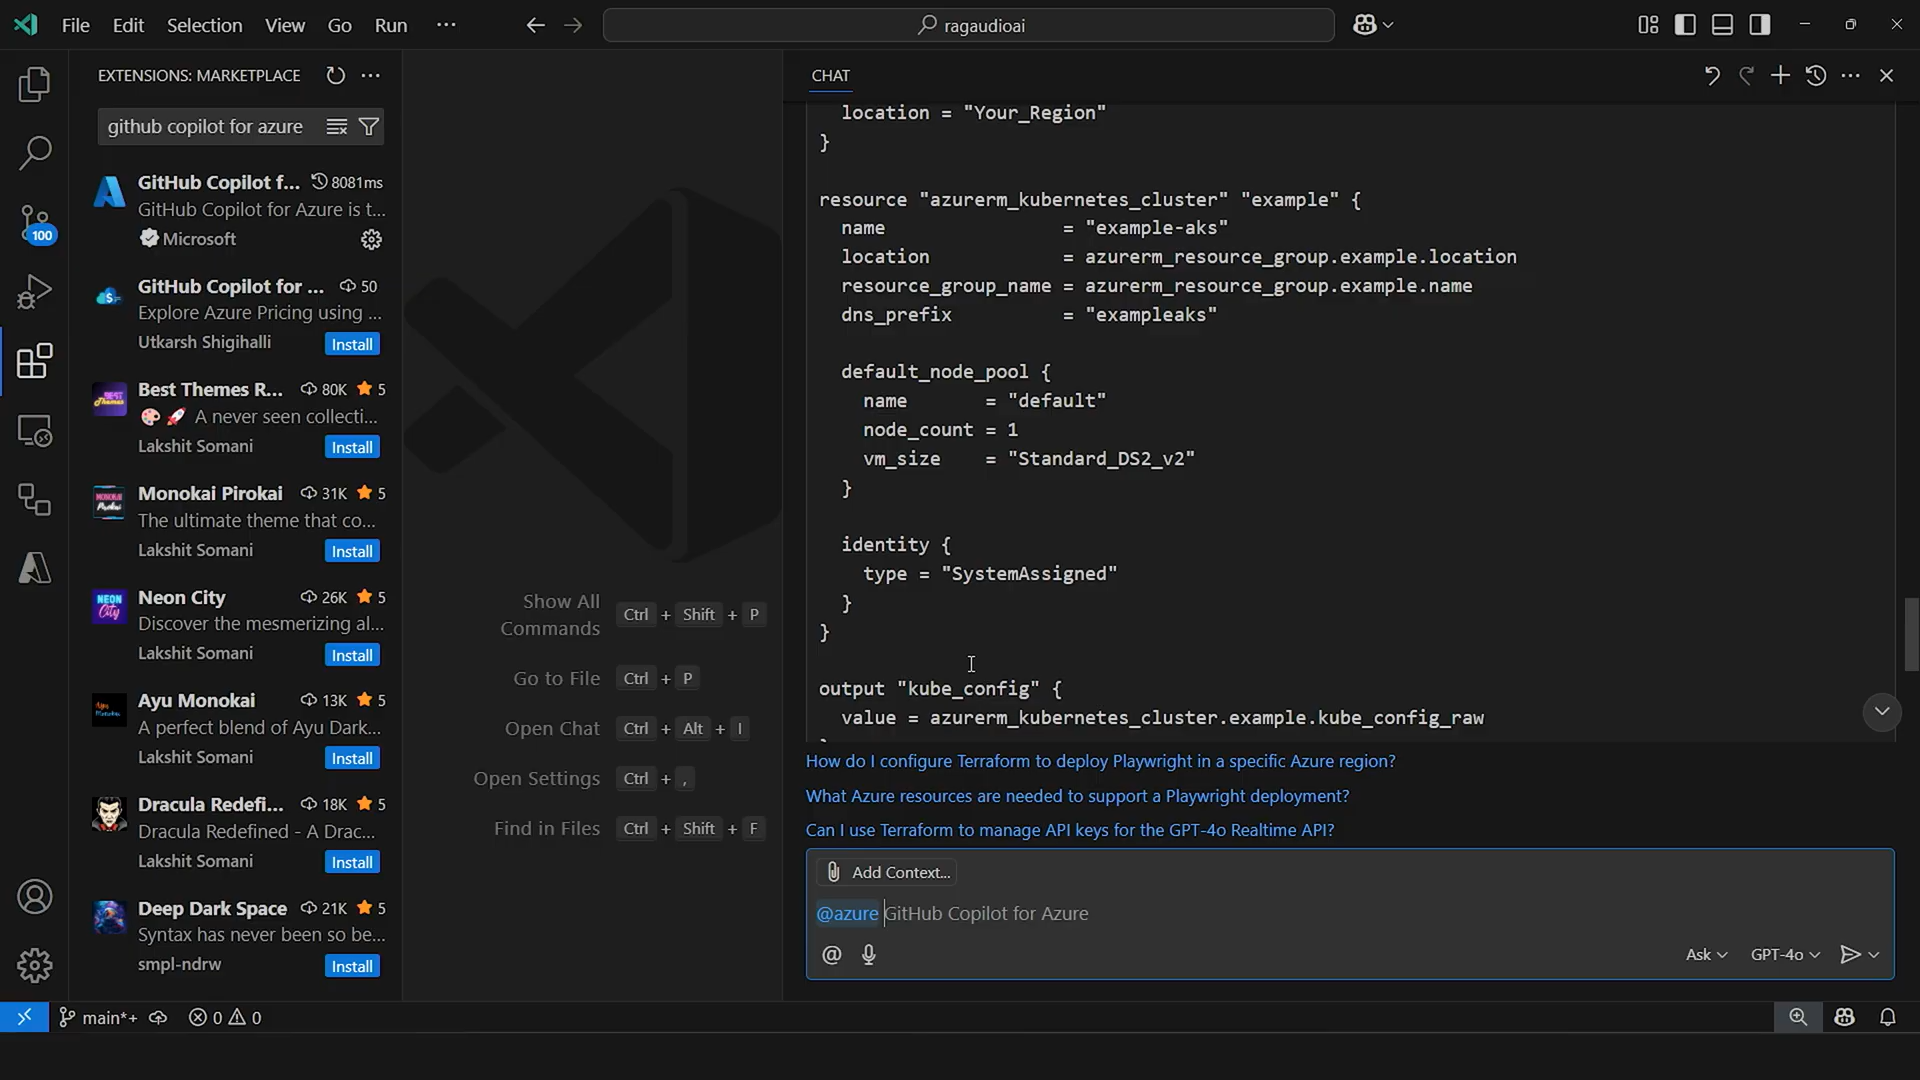 File Edit Selection View Go Run ···
ragaudioai
EXTENSIONS: MARKETPLACE
github copilot for azure
GitHub Copilot f... 8081ms
GitHub Copilot for Azure is t...
Microsoft
GitHub Copilot for ... 50
Explore Azure Pricing using ...
Utkarsh Shigihalli Install
Best Themes R... 80K 5
A never seen collecti...
Lakshit Somani Install
Monokai Pirokai 31K 5
The ultimate theme that co...
Lakshit Somani Install
Neon City 26K 5
Discover the mesmerizing al...
Lakshit Somani Install
Ayu Monokai 13K 5
A perfect blend of Ayu Dark...
Lakshit Somani Install
Dracula Redefi... 18K 5
Dracula Redefined - A Drac...
Lakshit Somani Install
Deep Dark Space 21K 5
Syntax has never been so be...
smpl-ndrw Install
100
Show All Commands Ctrl + Shift + P
Go to File Ctrl + P
Open Chat Ctrl + Alt + I
Open Settings Ctrl + ,
Find in Files Ctrl + Shift + F
CHAT
location = "Your_Region"
}
resource "azurerm_kubernetes_cluster" "example" {
name = "example-aks"
location = azurerm_resource_group.example.location
resource_group_name = azurerm_resource_group.example.name
dns_prefix = "exampleaks"
default_node_pool {
name = "default"
node_count = 1
vm_size = "Standard_DS2_v2"
}
identity {
type = "SystemAssigned"
}
}
output "kube_config" {
value = azurerm_kubernetes_cluster.example.kube_config_raw
How do I configure Terraform to deploy Playwright in a specific Azure region?
What Azure resources are needed to support a Playwright deployment?
Can I use Terraform to manage API keys for the GPT-4o Realtime API?
Add Context...
@azure GitHub Copilot for Azure
@ Ask GPT-4o
main*+ 0 0